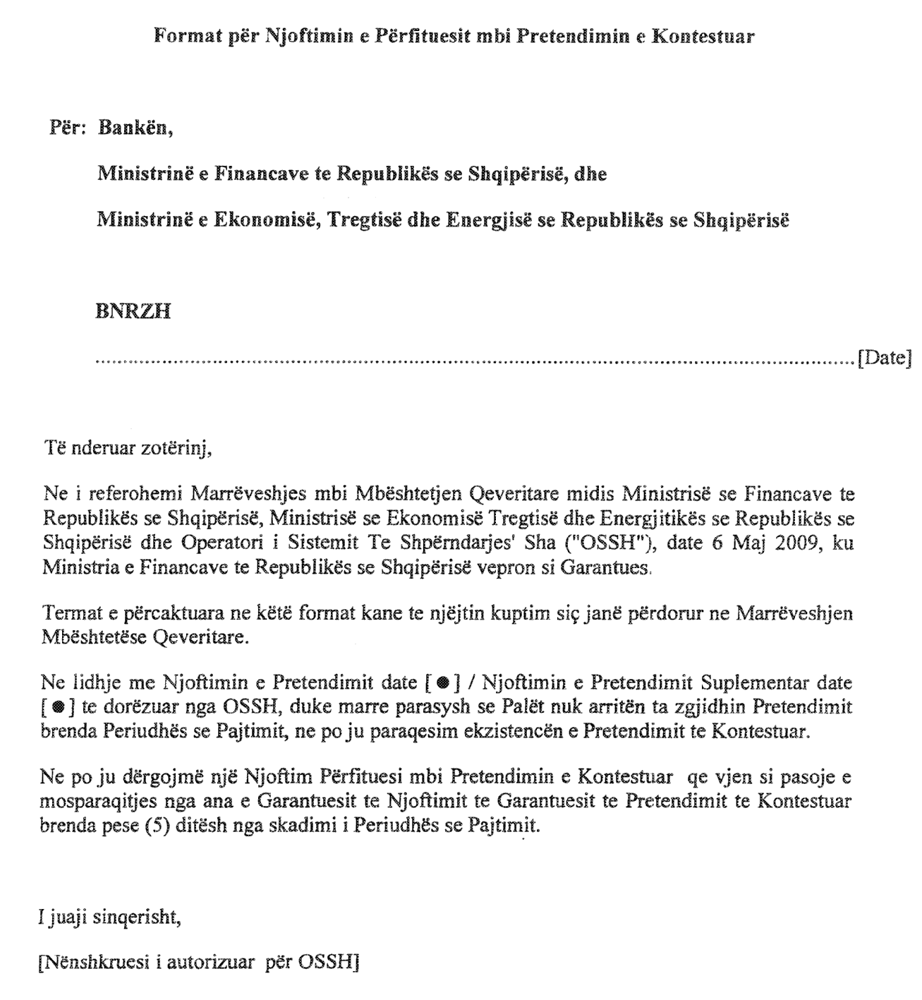 Format për Njoftimin e Përfituesit mbi Pretendimin e Kontestuar
Për: Bankën,
Ministrinë e Financave te Republikës se Shqipërisë, dhe
Ministrinë e Ekonomisë, Tregtisë dhe Energjisë se Republikës se Shqipërisë
BNRZH
........................................................................................................................................[Date]
Të nderuar zotërinj,
Ne i referohemi Marrëveshjes mbi Mbështetjen Qeveritare midis Ministrisë se Financave te
Republikës se Shqipërisë, Ministrisë se Ekonomisë Tregtisë dhe Energjitikës se Republikës se
Shqipërisë dhe Operatori i Sistemit Te Shpërndarjes' Sha ("OSSH"), date 6 Maj 2009, ku
Ministria e Financave te Republikës se Shqipërisë vepron si Garantues.
Termat e përcaktuara ne këtë format kane te njëjtin kuptim siç janë përdorur ne Marrëveshjen
Mbështetëse Qeveritare.
Ne lidhje me Njoftimin e Pretendimit date [ ● ] / Njoftimin e Pretendimit Suplementar date
[ ● ] te dorëzuar nga OSSH, duke marre parasysh se Palët nuk arritën ta zgjidhin Pretendimit
brenda Periudhës se Pajtimit, ne po ju paraqesim ekzistencën e Pretendimit te Kontestuar.
Ne po ju dërgojmë një Njoftim Përfituesi mbi Pretendimin e Kontestuar qe vjen si pasoje e
mosparaqitjes nga ana e Garantuesit te Njoftimit te Garantuesit te Pretendimit te Kontestuar
brenda pese (5) ditësh nga skadimi i Periudhës se Pajtimit.
I juaji sinqerisht,
[Nënshkruesi i autorizuar për OSSH]